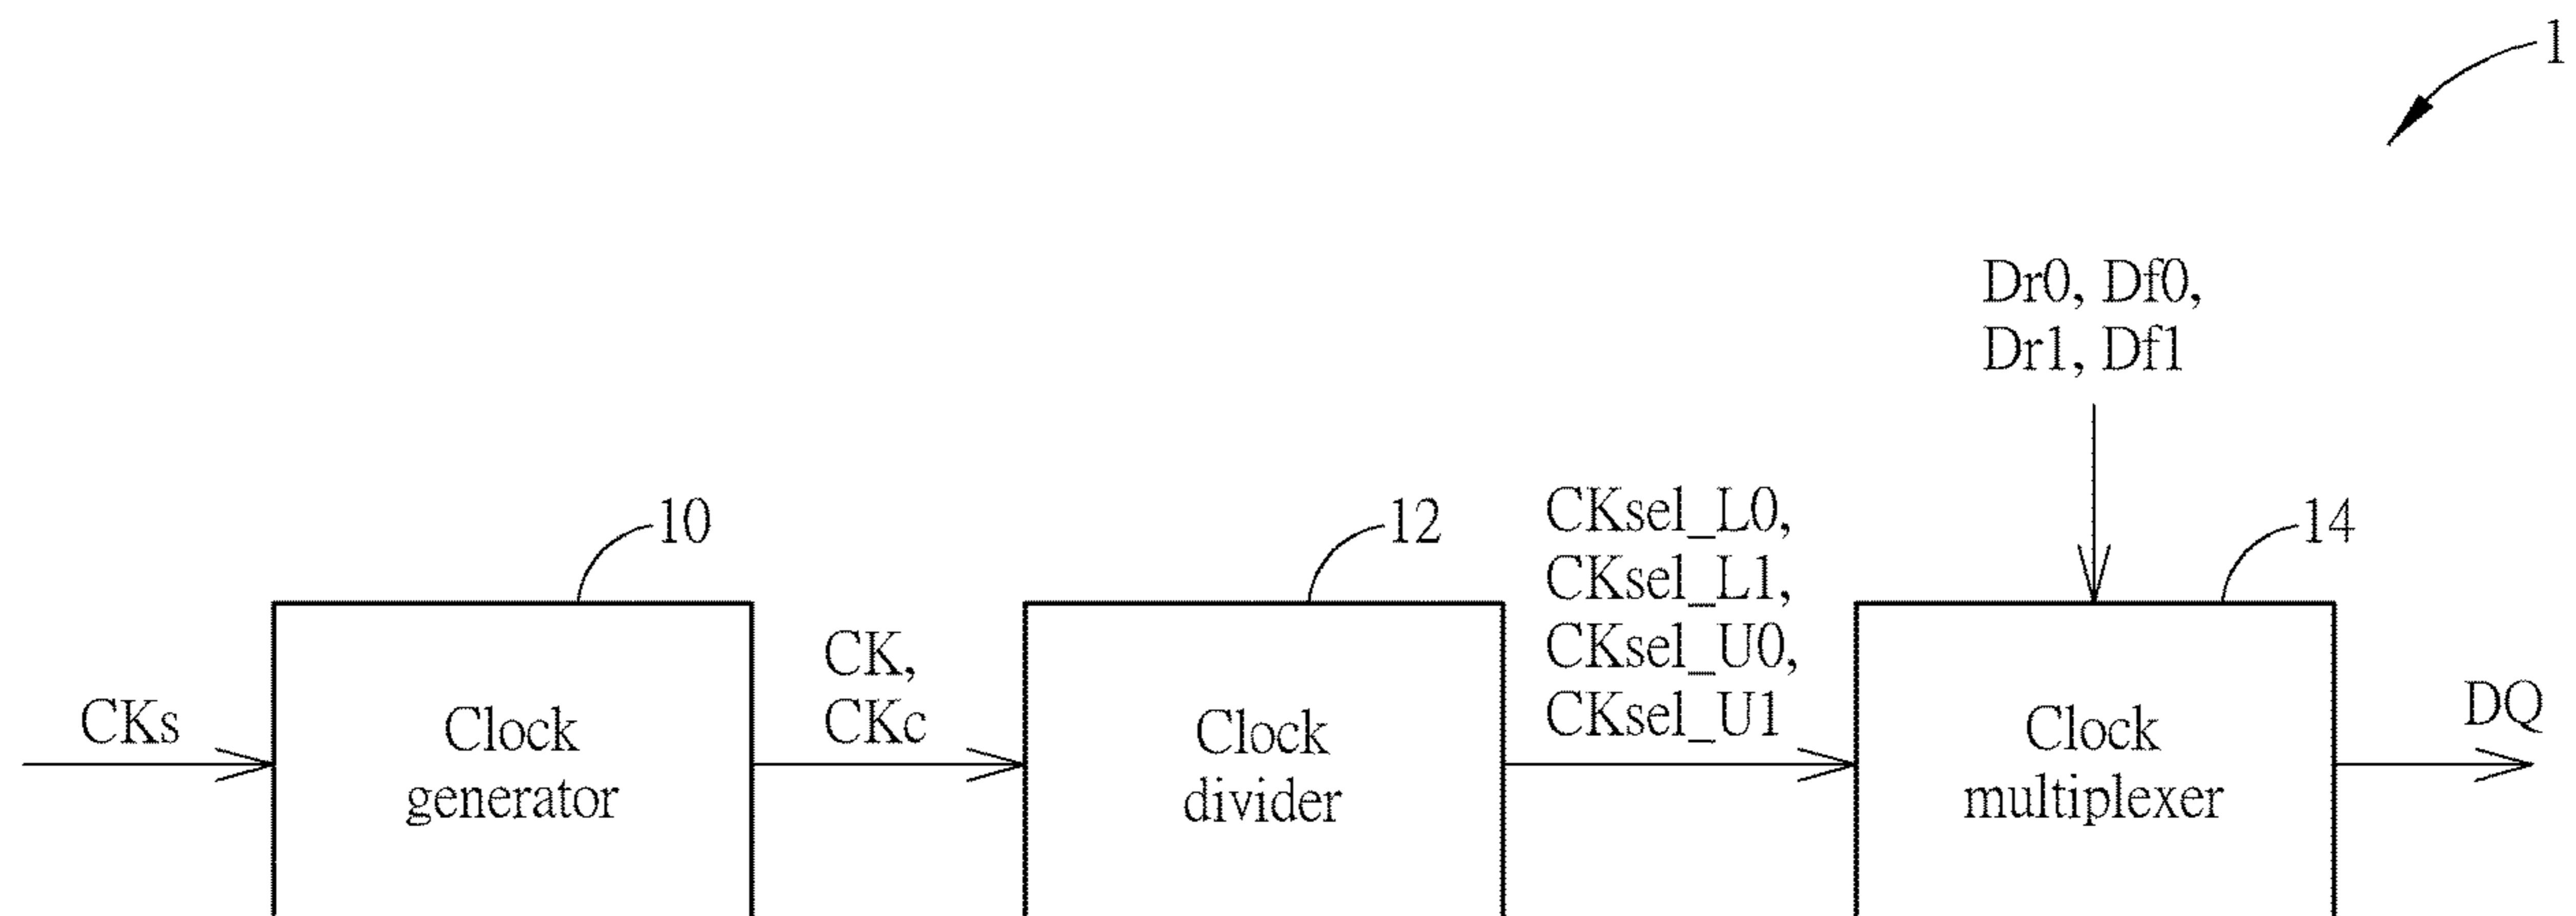 1
Dr0, Df0,
Dr1, Df1
10
12
14
CKsel_L0,
CKsel_L1,
CKsel_U0,
CKsel_U1
CK,
CKc
CKs
Clock
generator
Clock
divider
Clock
multiplexer
DQ